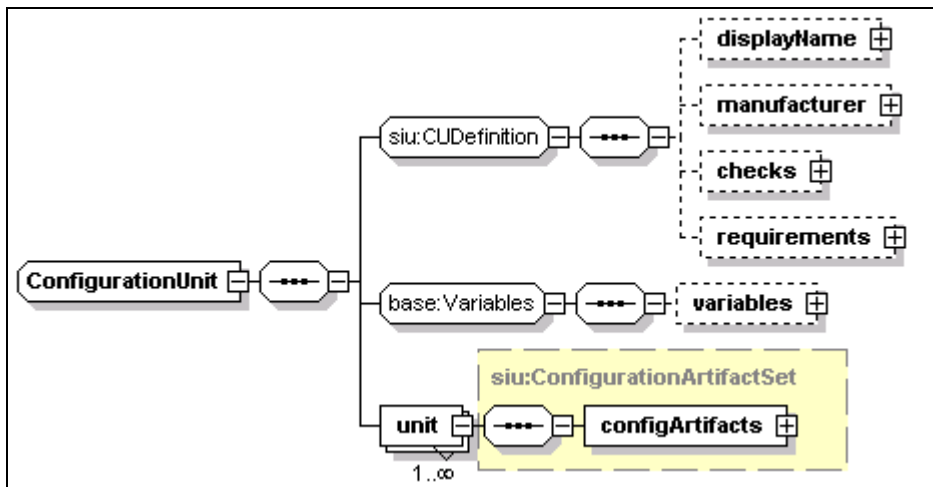 displayName
manufacturer
siu:CUDefinition
checks
requirements
ConfigurationUnit
base:Variables
variables
siu:ConfigurationArtifactSet
unit
configArtifacts
1..∞